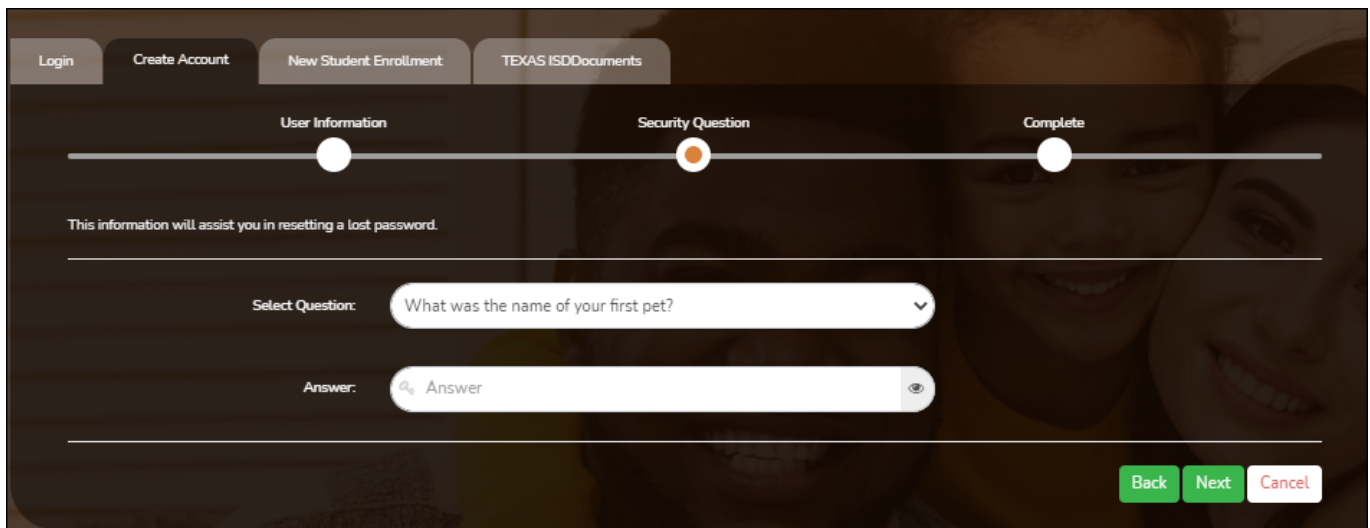 Login Create Account New Student Enrollment TEXAS ISDDocuments
User Information Security Question Complete
This information will assist you in resetting a lost password.
Select Question: What was the name of your first pet?
Answer: Answer
Back Next Cancel